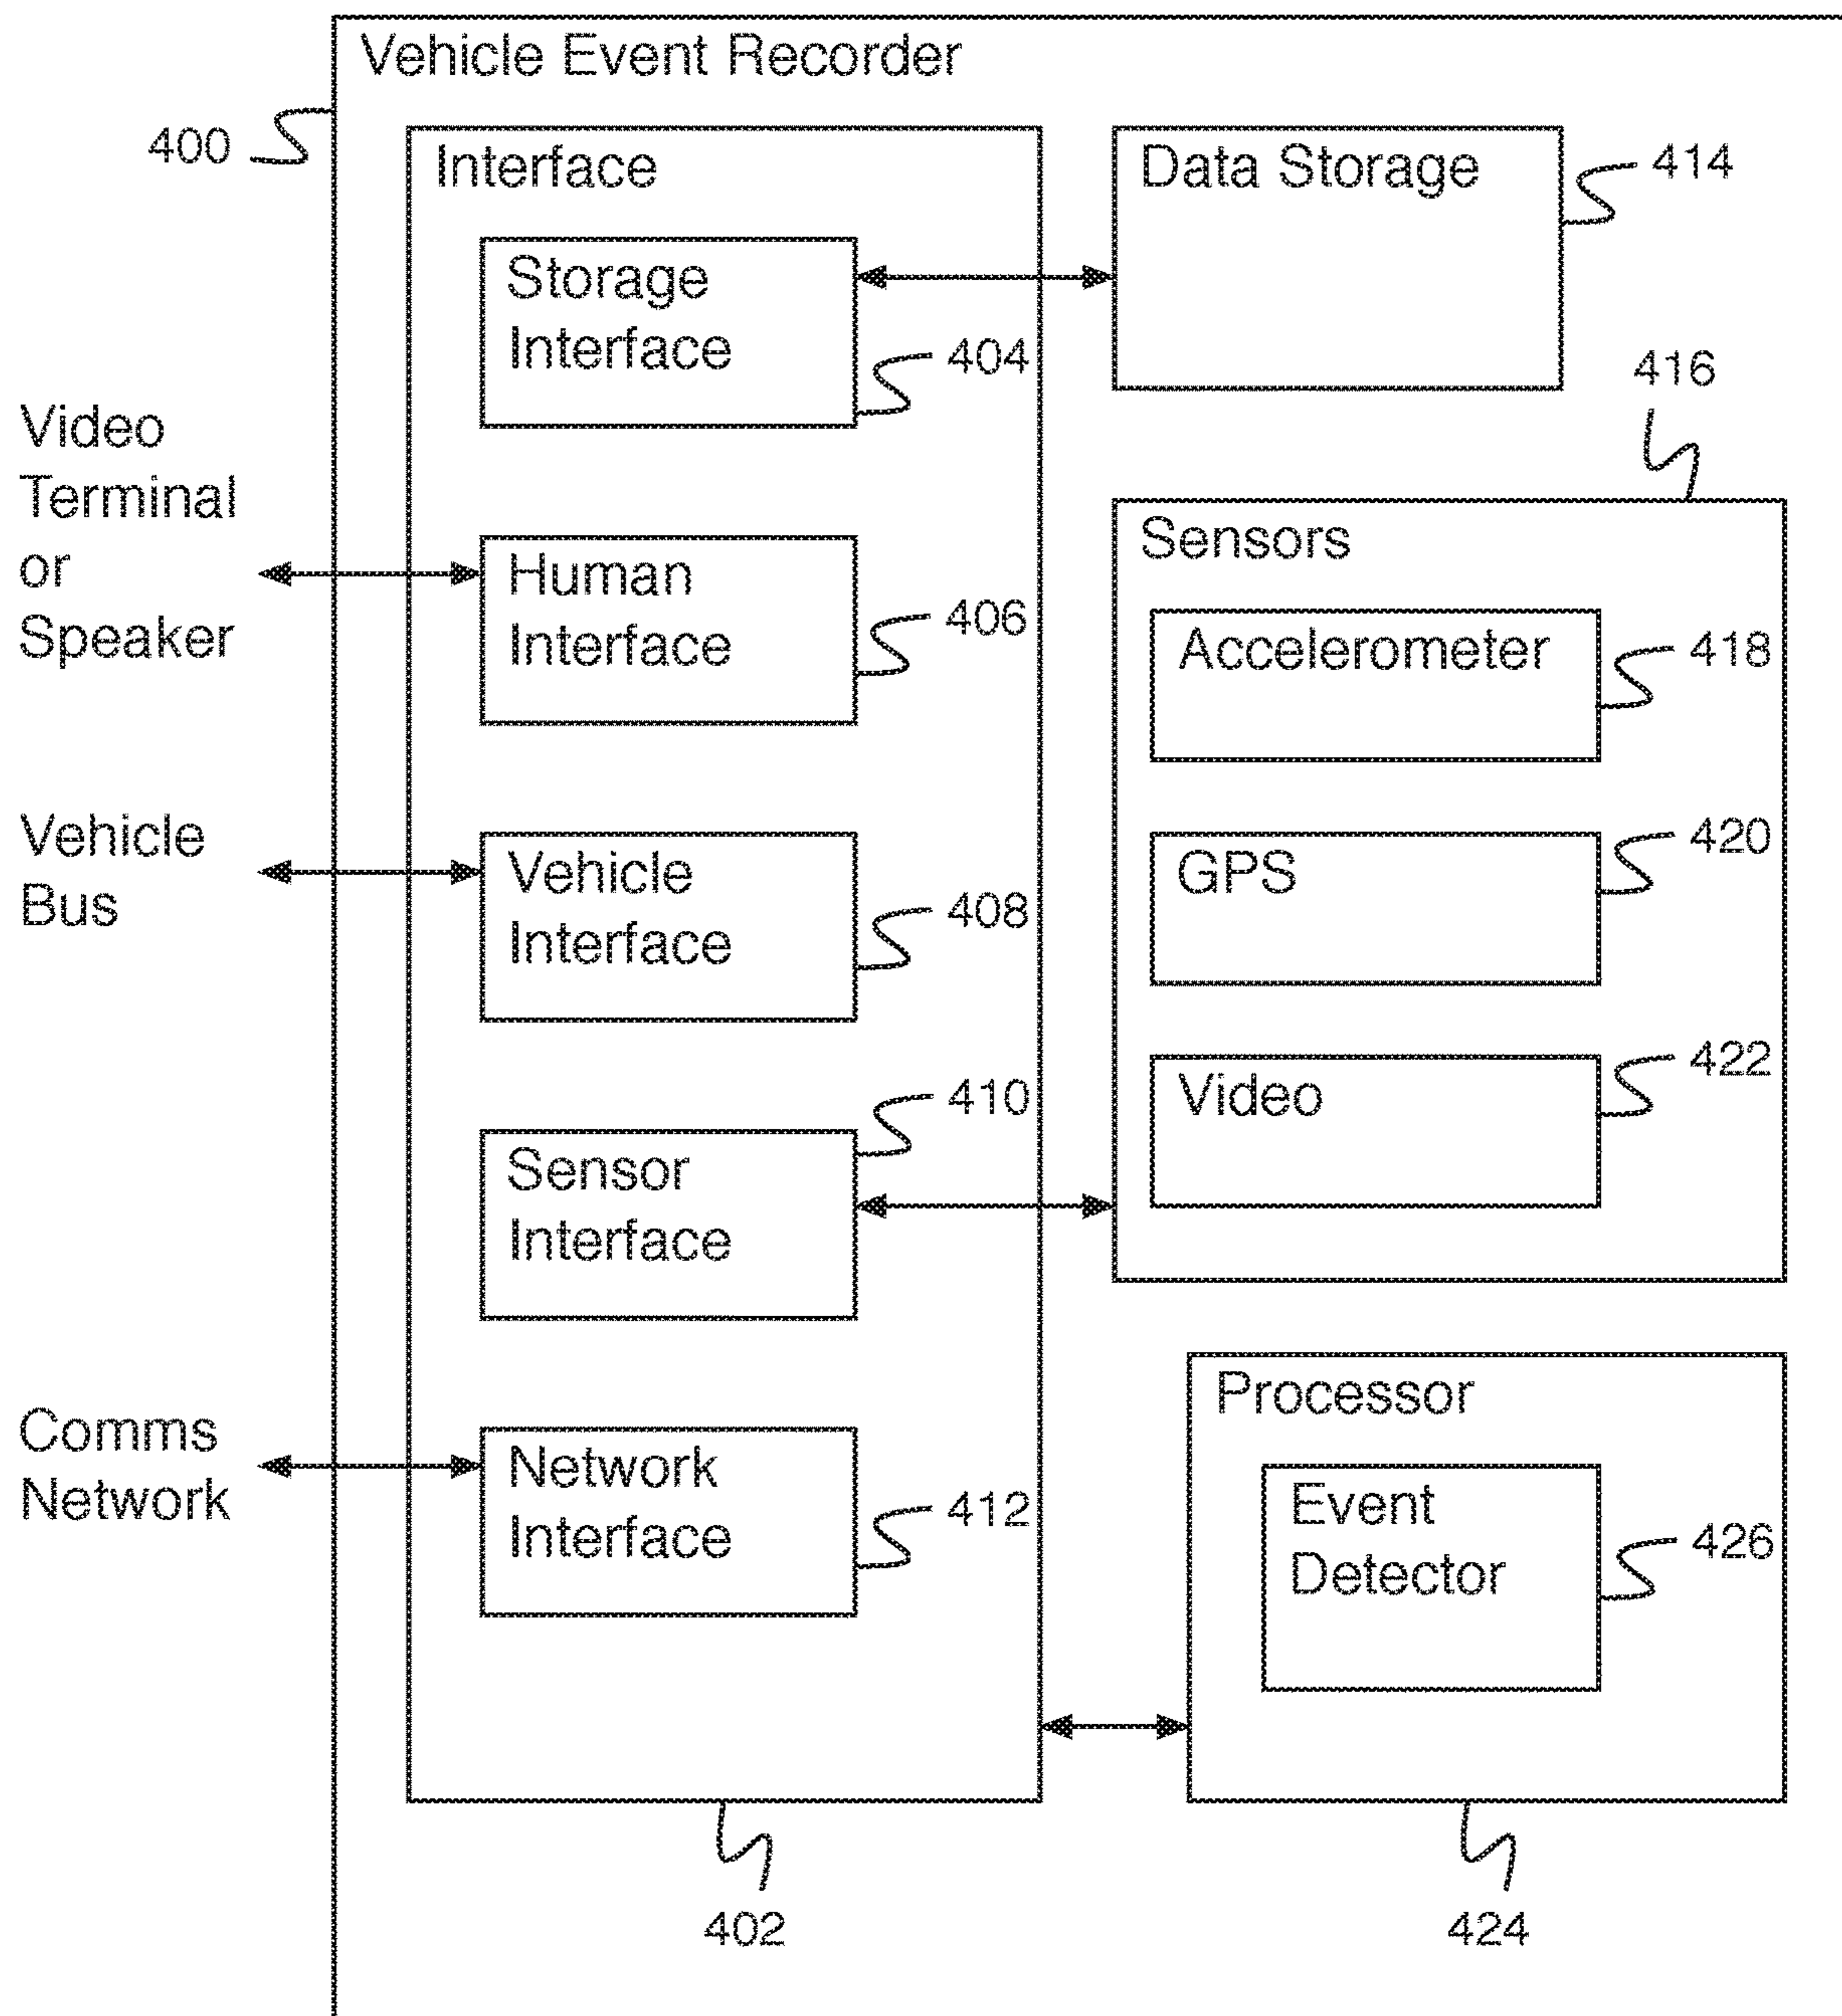 Vehicle Event Recorder
400
Interface
Storage
Interface
404
Human
Interface
406
Vehicle
Interface
408
410
Sensor
Interface
Network
Interface
412
402
Video
Terminal
or
Speaker
Vehicle
Bus
Comms
Network
Data Storage
414
416
Sensors
Accelerometer
418
GPS
420
Video
422
Processor
Event
Detector
426
424